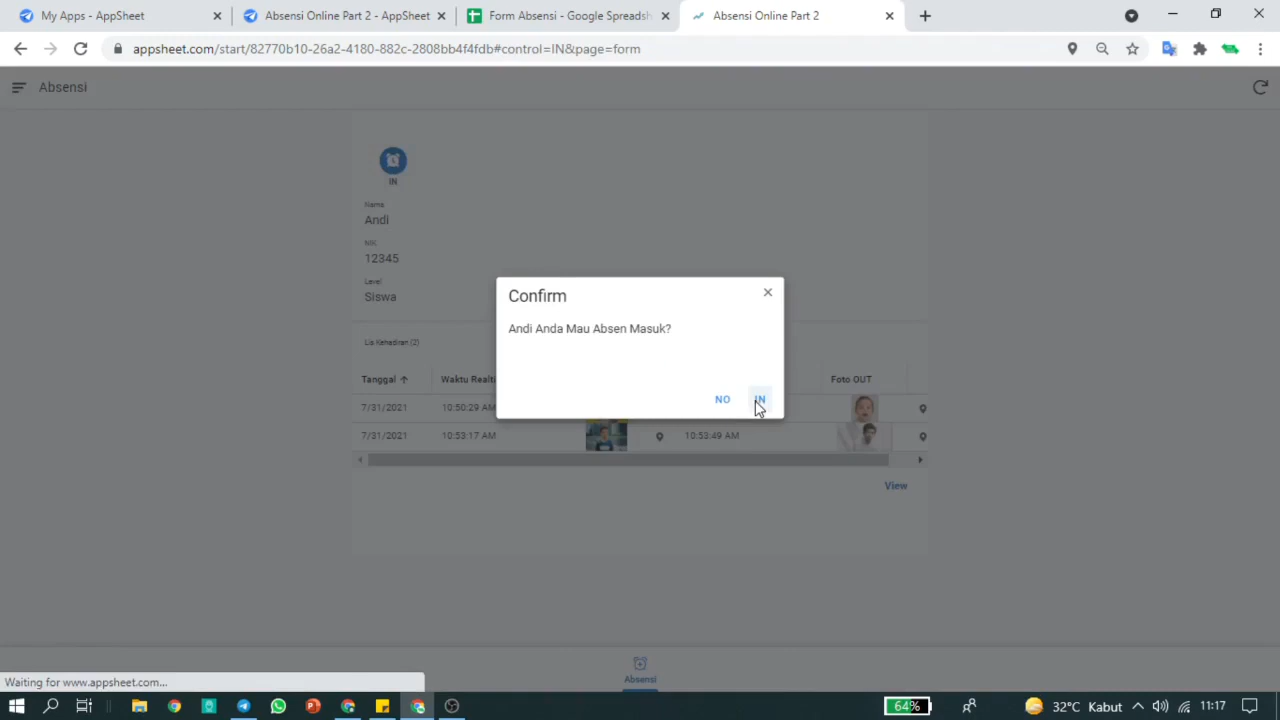 My Apps - AppSheet
Absensi Online Part 2 - AppSheet
Form Absensi - Google Spreadsh
Absensi Online Part 2
appsheet.com/start/82770b10-26a2-4180-882c-2808bb4f4fdb#control=IN&page=form
Absensi
IN
Nama
Andi
NIK
12345
Level
Siswa
Confirm
Andi Anda Mau Absen Masuk?
NO IN
Lis Kehadiran (2)
Tanggal Waktu Realti Foto OUT
7/31/2021 10:50:29 AM
7/31/2021 10:53:17 AM 10:53:49 AM
View
Absensi
Waiting for www.appsheet.com...
64% 32°C Kabut 11:17